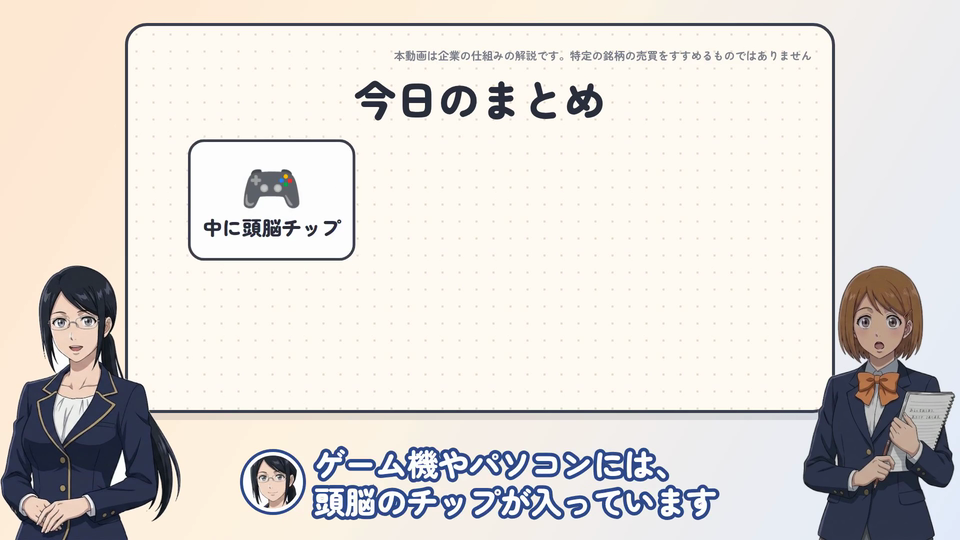 本動画は企業の仕組みの解説です。特定の銘柄の売買をすすめるものではありません
今日のまとめ
中に頭脳チップ
ゲーム機やパソコンには、
頭脳のチップが入っています